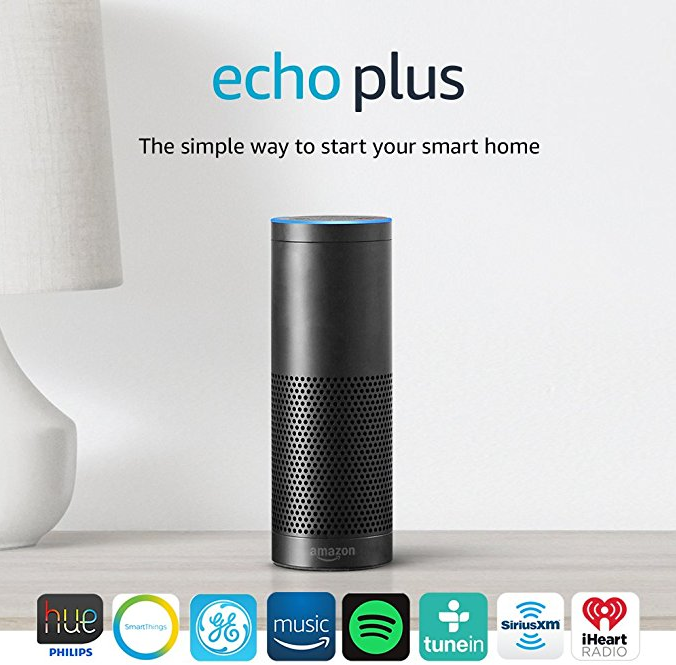 echo plus
The simple way to start your smart home
amazon
hue
PHILIPS
SmartThings
GE
music
tunein
SiriusXM
iHeart
RADIO